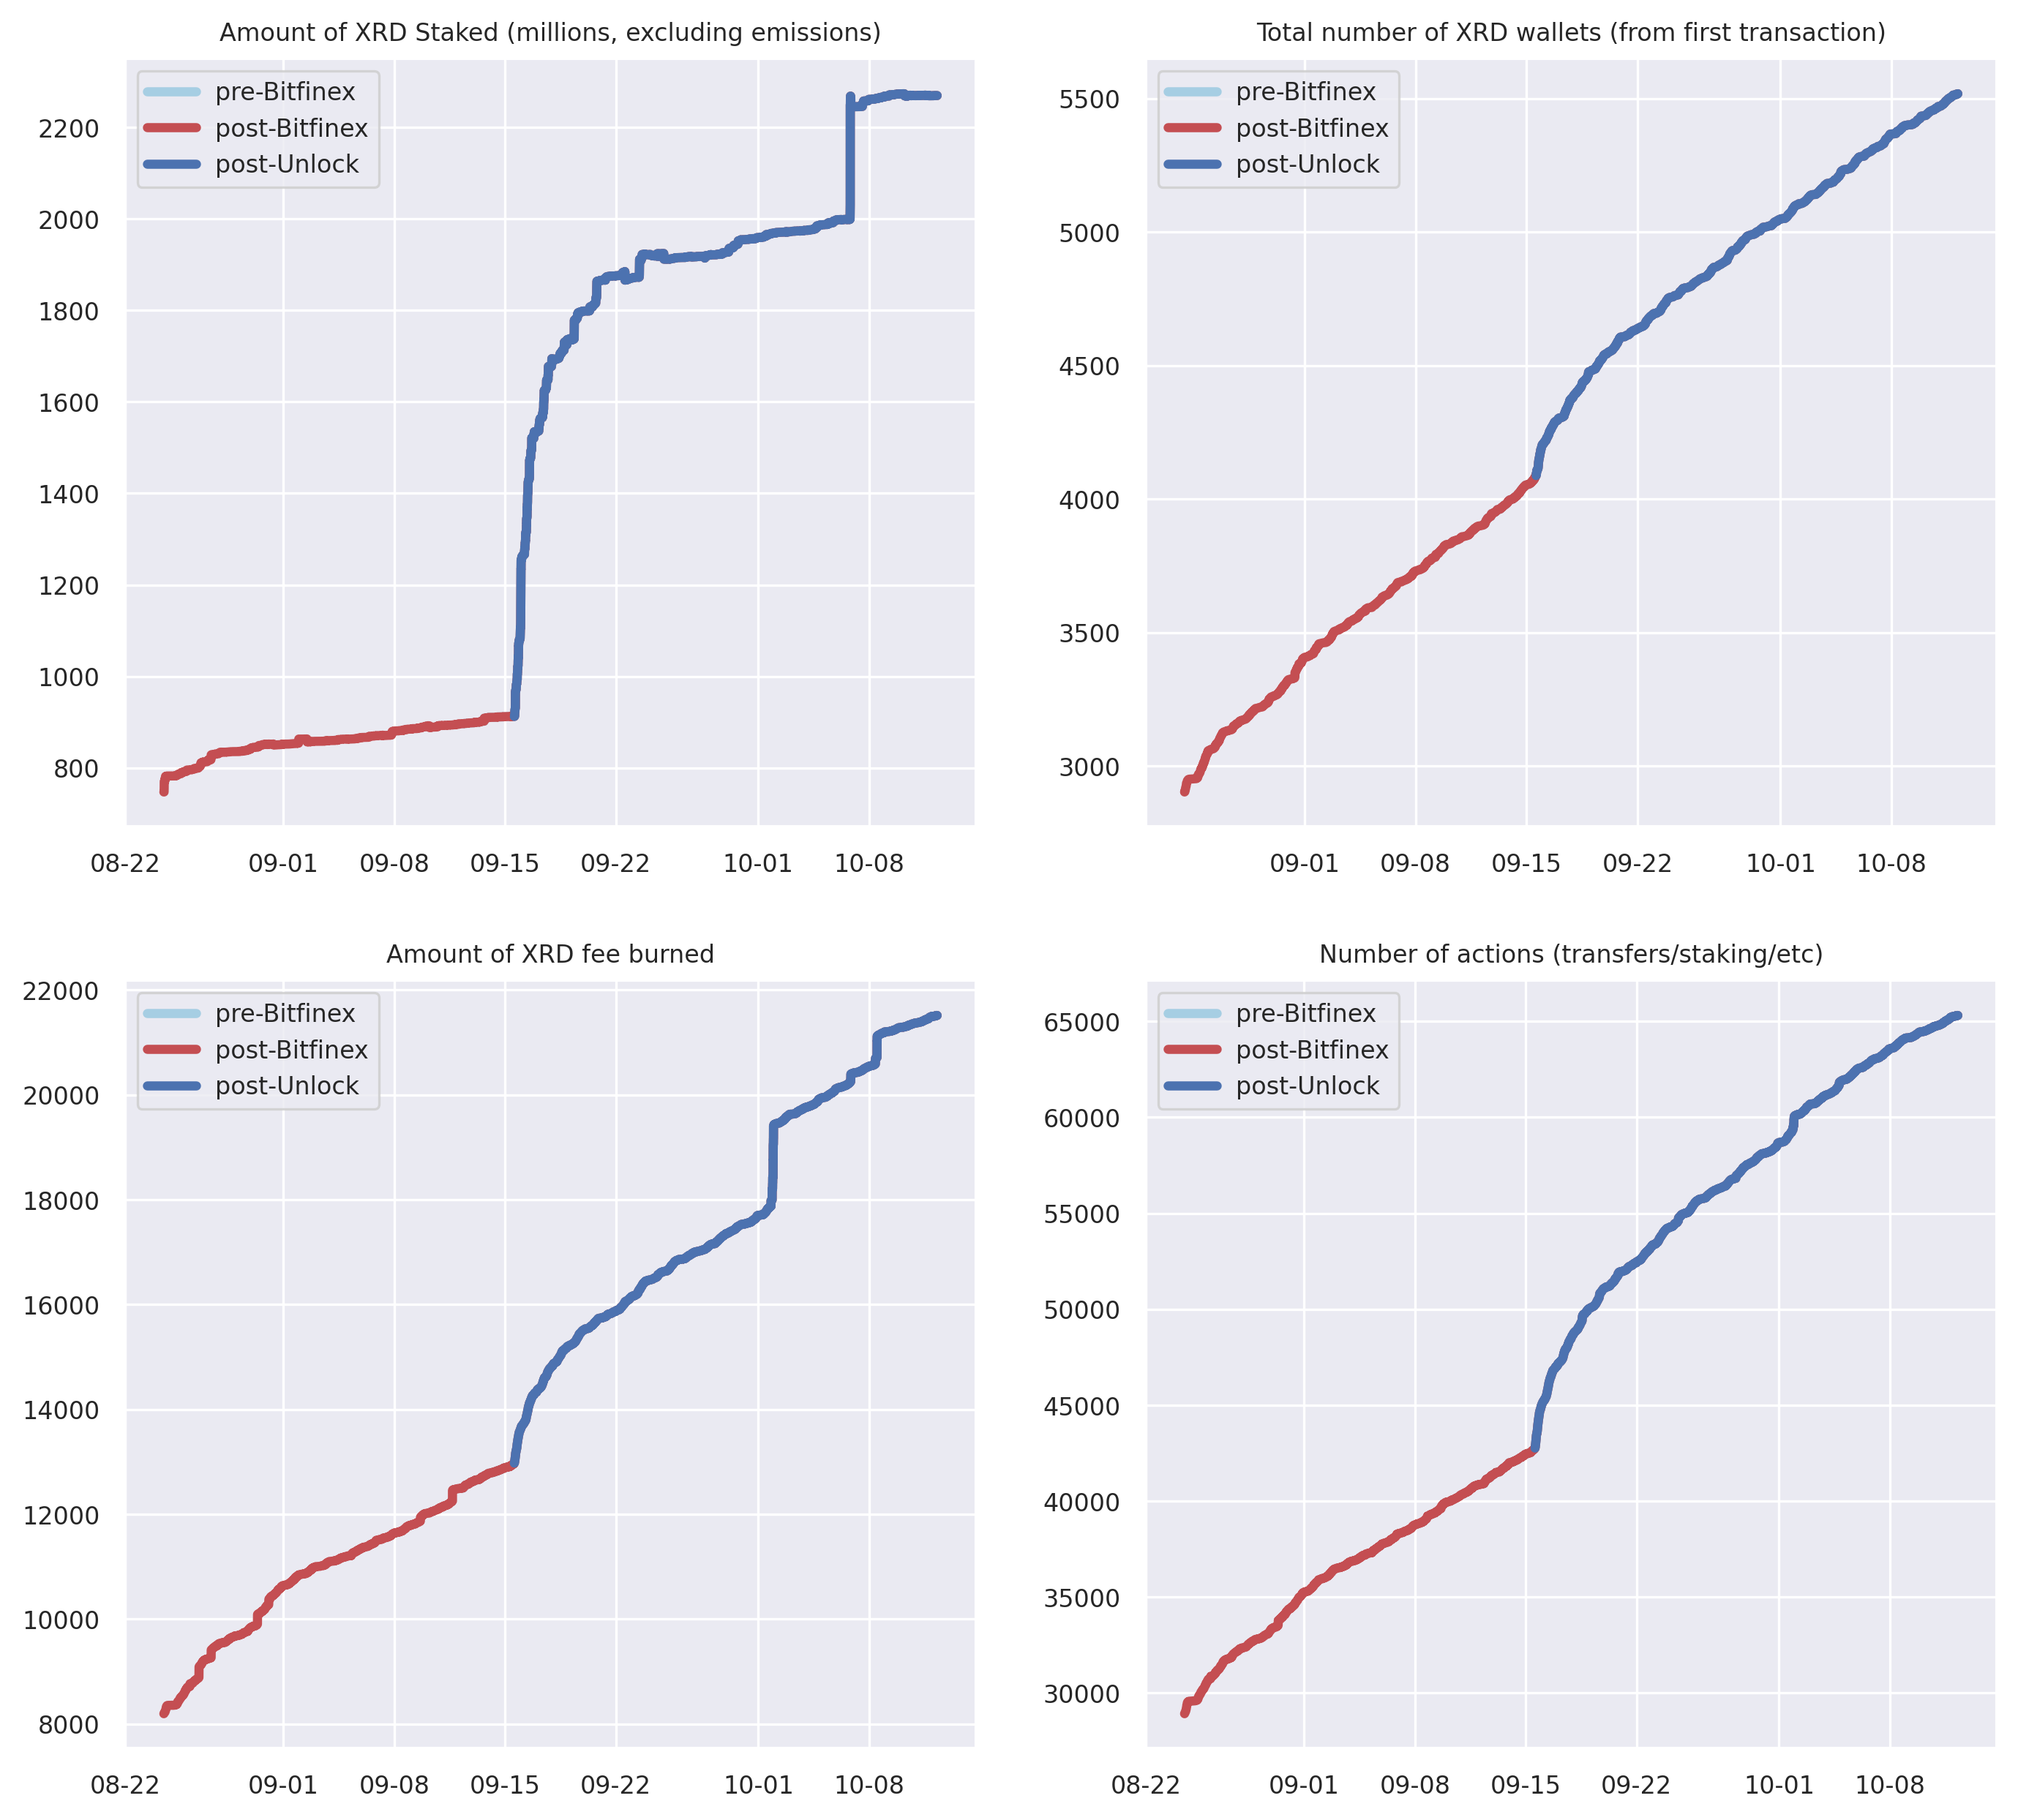 Amount of XRD Staked (millions, excluding emissions)
pre-Bitfinex
post-Bitfinex
post-Unlock
2200
2000
1800
1600
1400
1200
1000
800
08-22 09-01 09-08 09-15 09-22 10-01 10-08
Total number of XRD wallets (from first transaction)
pre-Bitfinex
post-Bitfinex
post-Unlock
5500
5000
4500
4000
3500
3000
09-01 09-08 09-15 09-22 10-01 10-08
Amount of XRD fee burned
pre-Bitfinex
post-Bitfinex
post-Unlock
22000
20000
18000
16000
14000
12000
10000
8000
08-22 09-01 09-08 09-15 09-22 10-01 10-08
Number of actions (transfers/staking/etc)
pre-Bitfinex
post-Bitfinex
post-Unlock
65000
60000
55000
50000
45000
40000
35000
30000
08-22 09-01 09-08 09-15 09-22 10-01 10-08